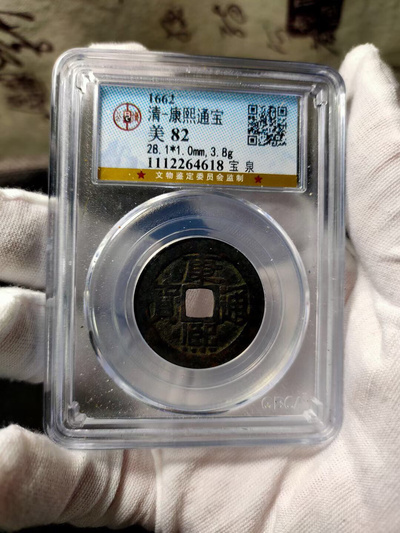 1662
清-康熙通宝
美 82
28.1*1.0mm,3.8g
1112264618 宝 泉
★ 文物鉴定委员会监制 ★
康熙通寶